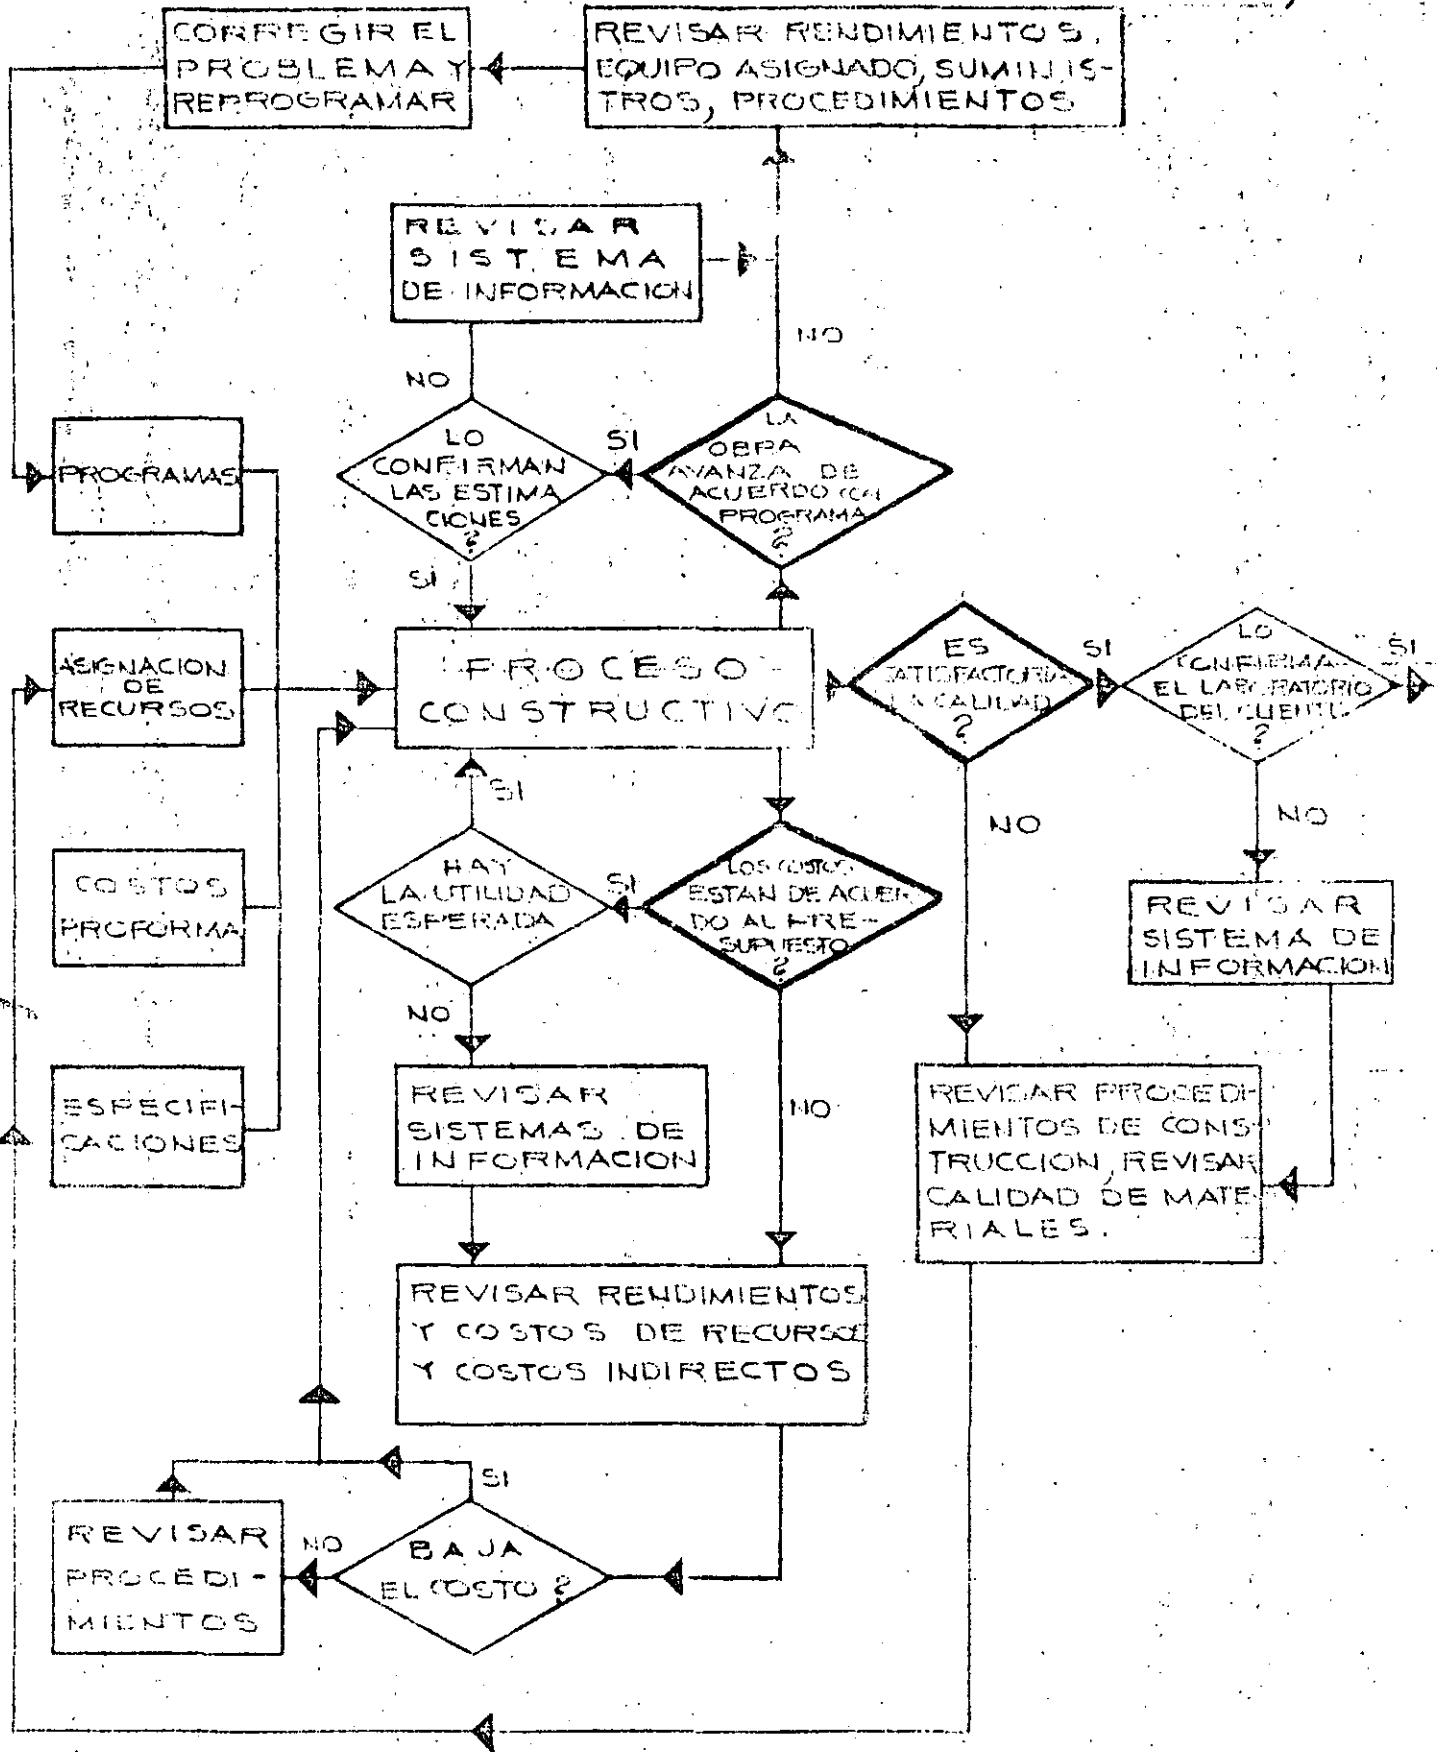 CORREGIR EL
PROBLEMA Y
REPROGRAMAR
REVISAR RENDIMIENTOS,
EQUIPO ASIGNADO, SUMINIS-
TROS, PROCEDIMIENTOS
REVISAR
SISTEMA
DE INFORMACION
NO
NO
PROGRAMAS
LO
CONFIRMAN
LAS ESTIMA
CIONES
?
SI
LA
OBRA
AVANZA DE
ACUERDO CON
PROGRAMA
?
SI
ASIGNACION
DE
RECURSOS
PROCESO
CONSTRUCTIVO
ES
SATISFACTORIA
LA CALIDAD
?
SI
LO
CONFIRMA
EL LABORATORIO
DEL CLIENTE
?
SI
SI
NO
NO
COSTOS
PROFORMA
HAY
LA UTILIDAD
ESPERADA
SI
LOS COSTOS
ESTAN DE ACUER
DO AL PRE-
SUPUESTO
?
REVISAR
SISTEMA DE
INFORMACION
NO
NO
ESPECIFI-
CACIONES
REVISAR
SISTEMAS DE
INFORMACION
REVISAR PROCEDI-
MIENTOS DE CONS-
TRUCCION, REVISAR
CALIDAD DE MATE-
RIALES.
REVISAR RENDIMIENTOS
Y COSTOS DE RECURSOS
Y COSTOS INDIRECTOS
SI
REVISAR
PROCEDI-
MIENTOS
NO
BAJA
EL COSTO ?